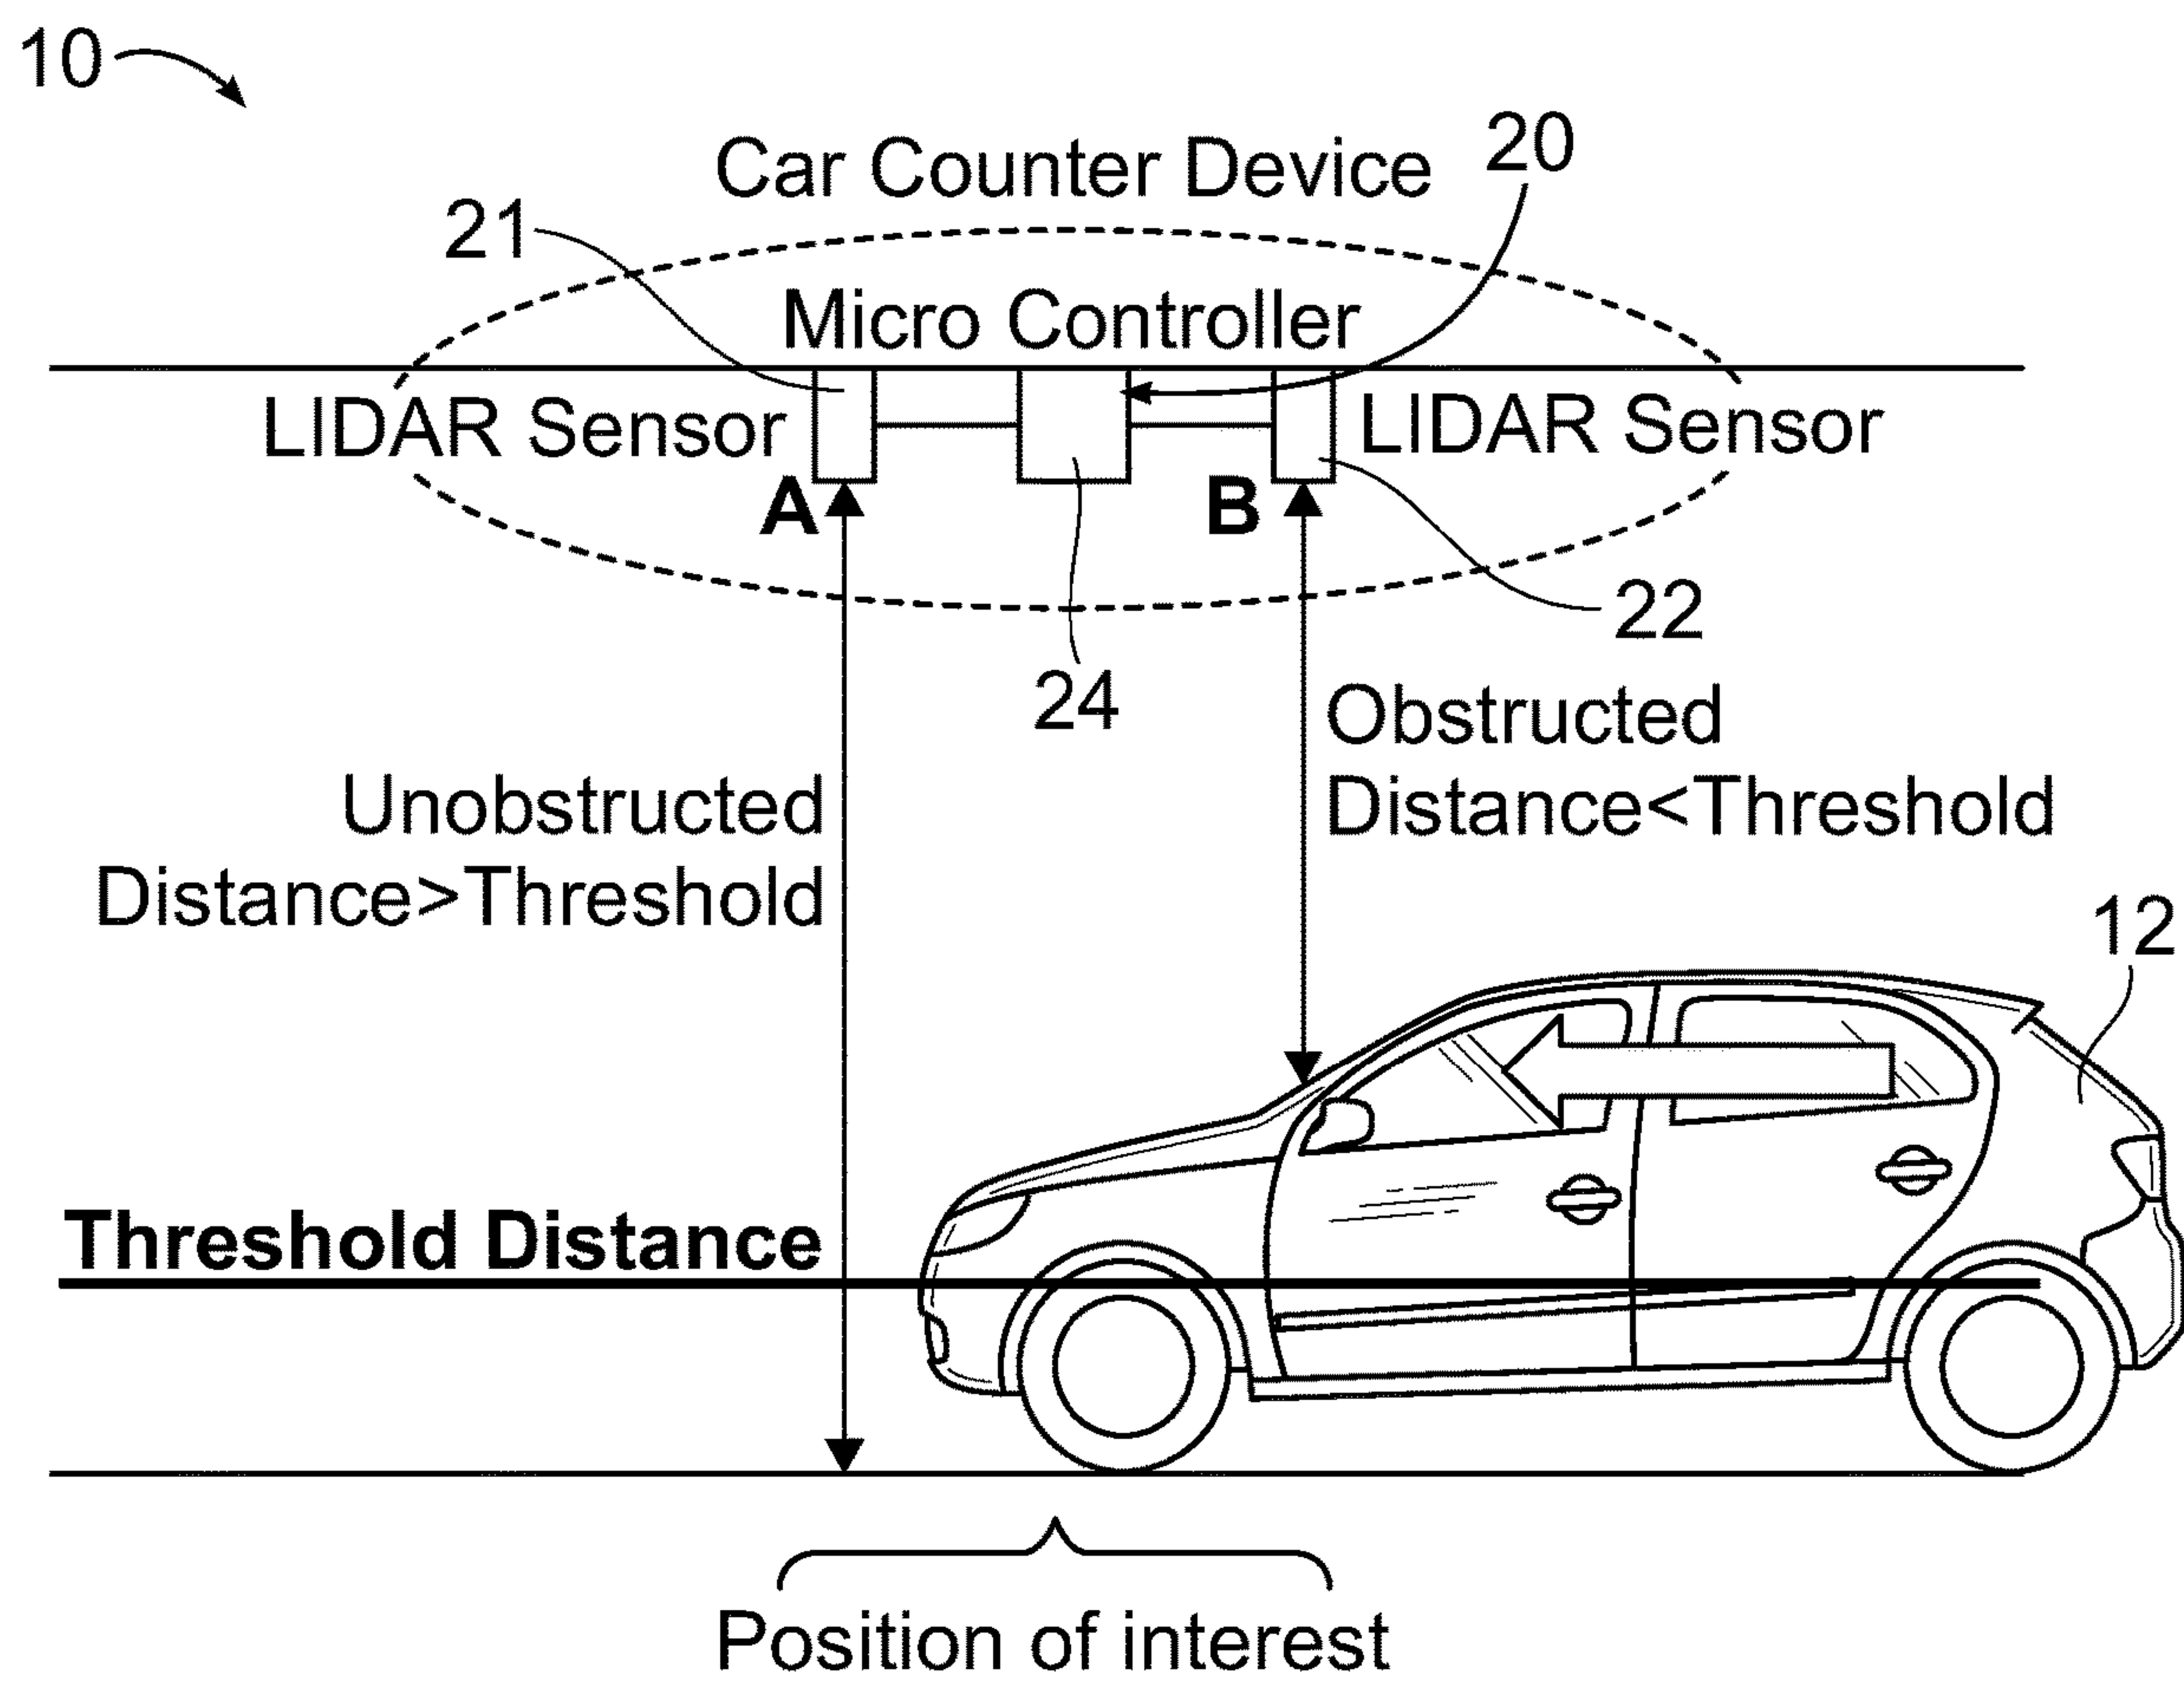 10
Car Counter Device
20
21
Micro Controller
LIDAR Sensor
LIDAR Sensor
A
B
22
24
Obstructed
Distance<Threshold
Unobstructed
Distance>Threshold
12
Threshold Distance
Position of interest